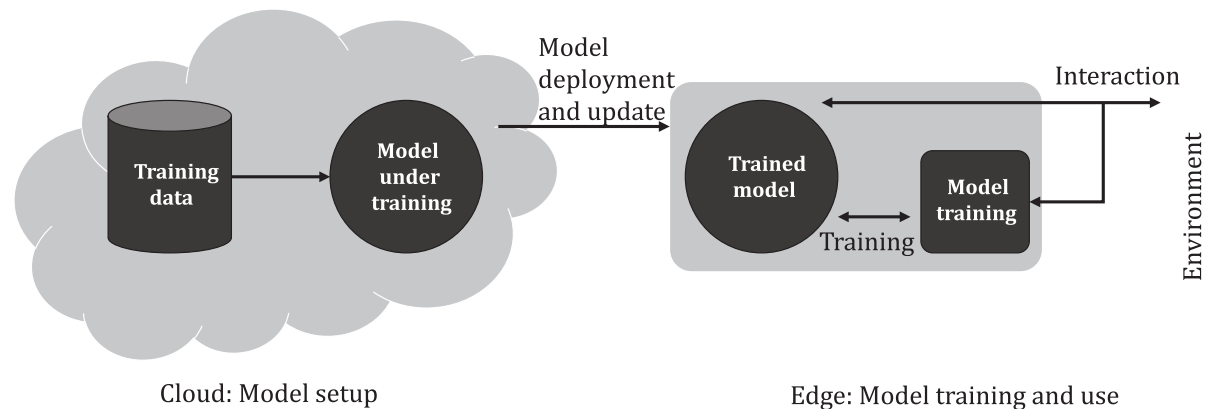 Model
deployment
and update
Interaction
Training
data
Model
under
training
Trained
model
Model
training
Training
Environment
Cloud: Model setup
Edge: Model training and use